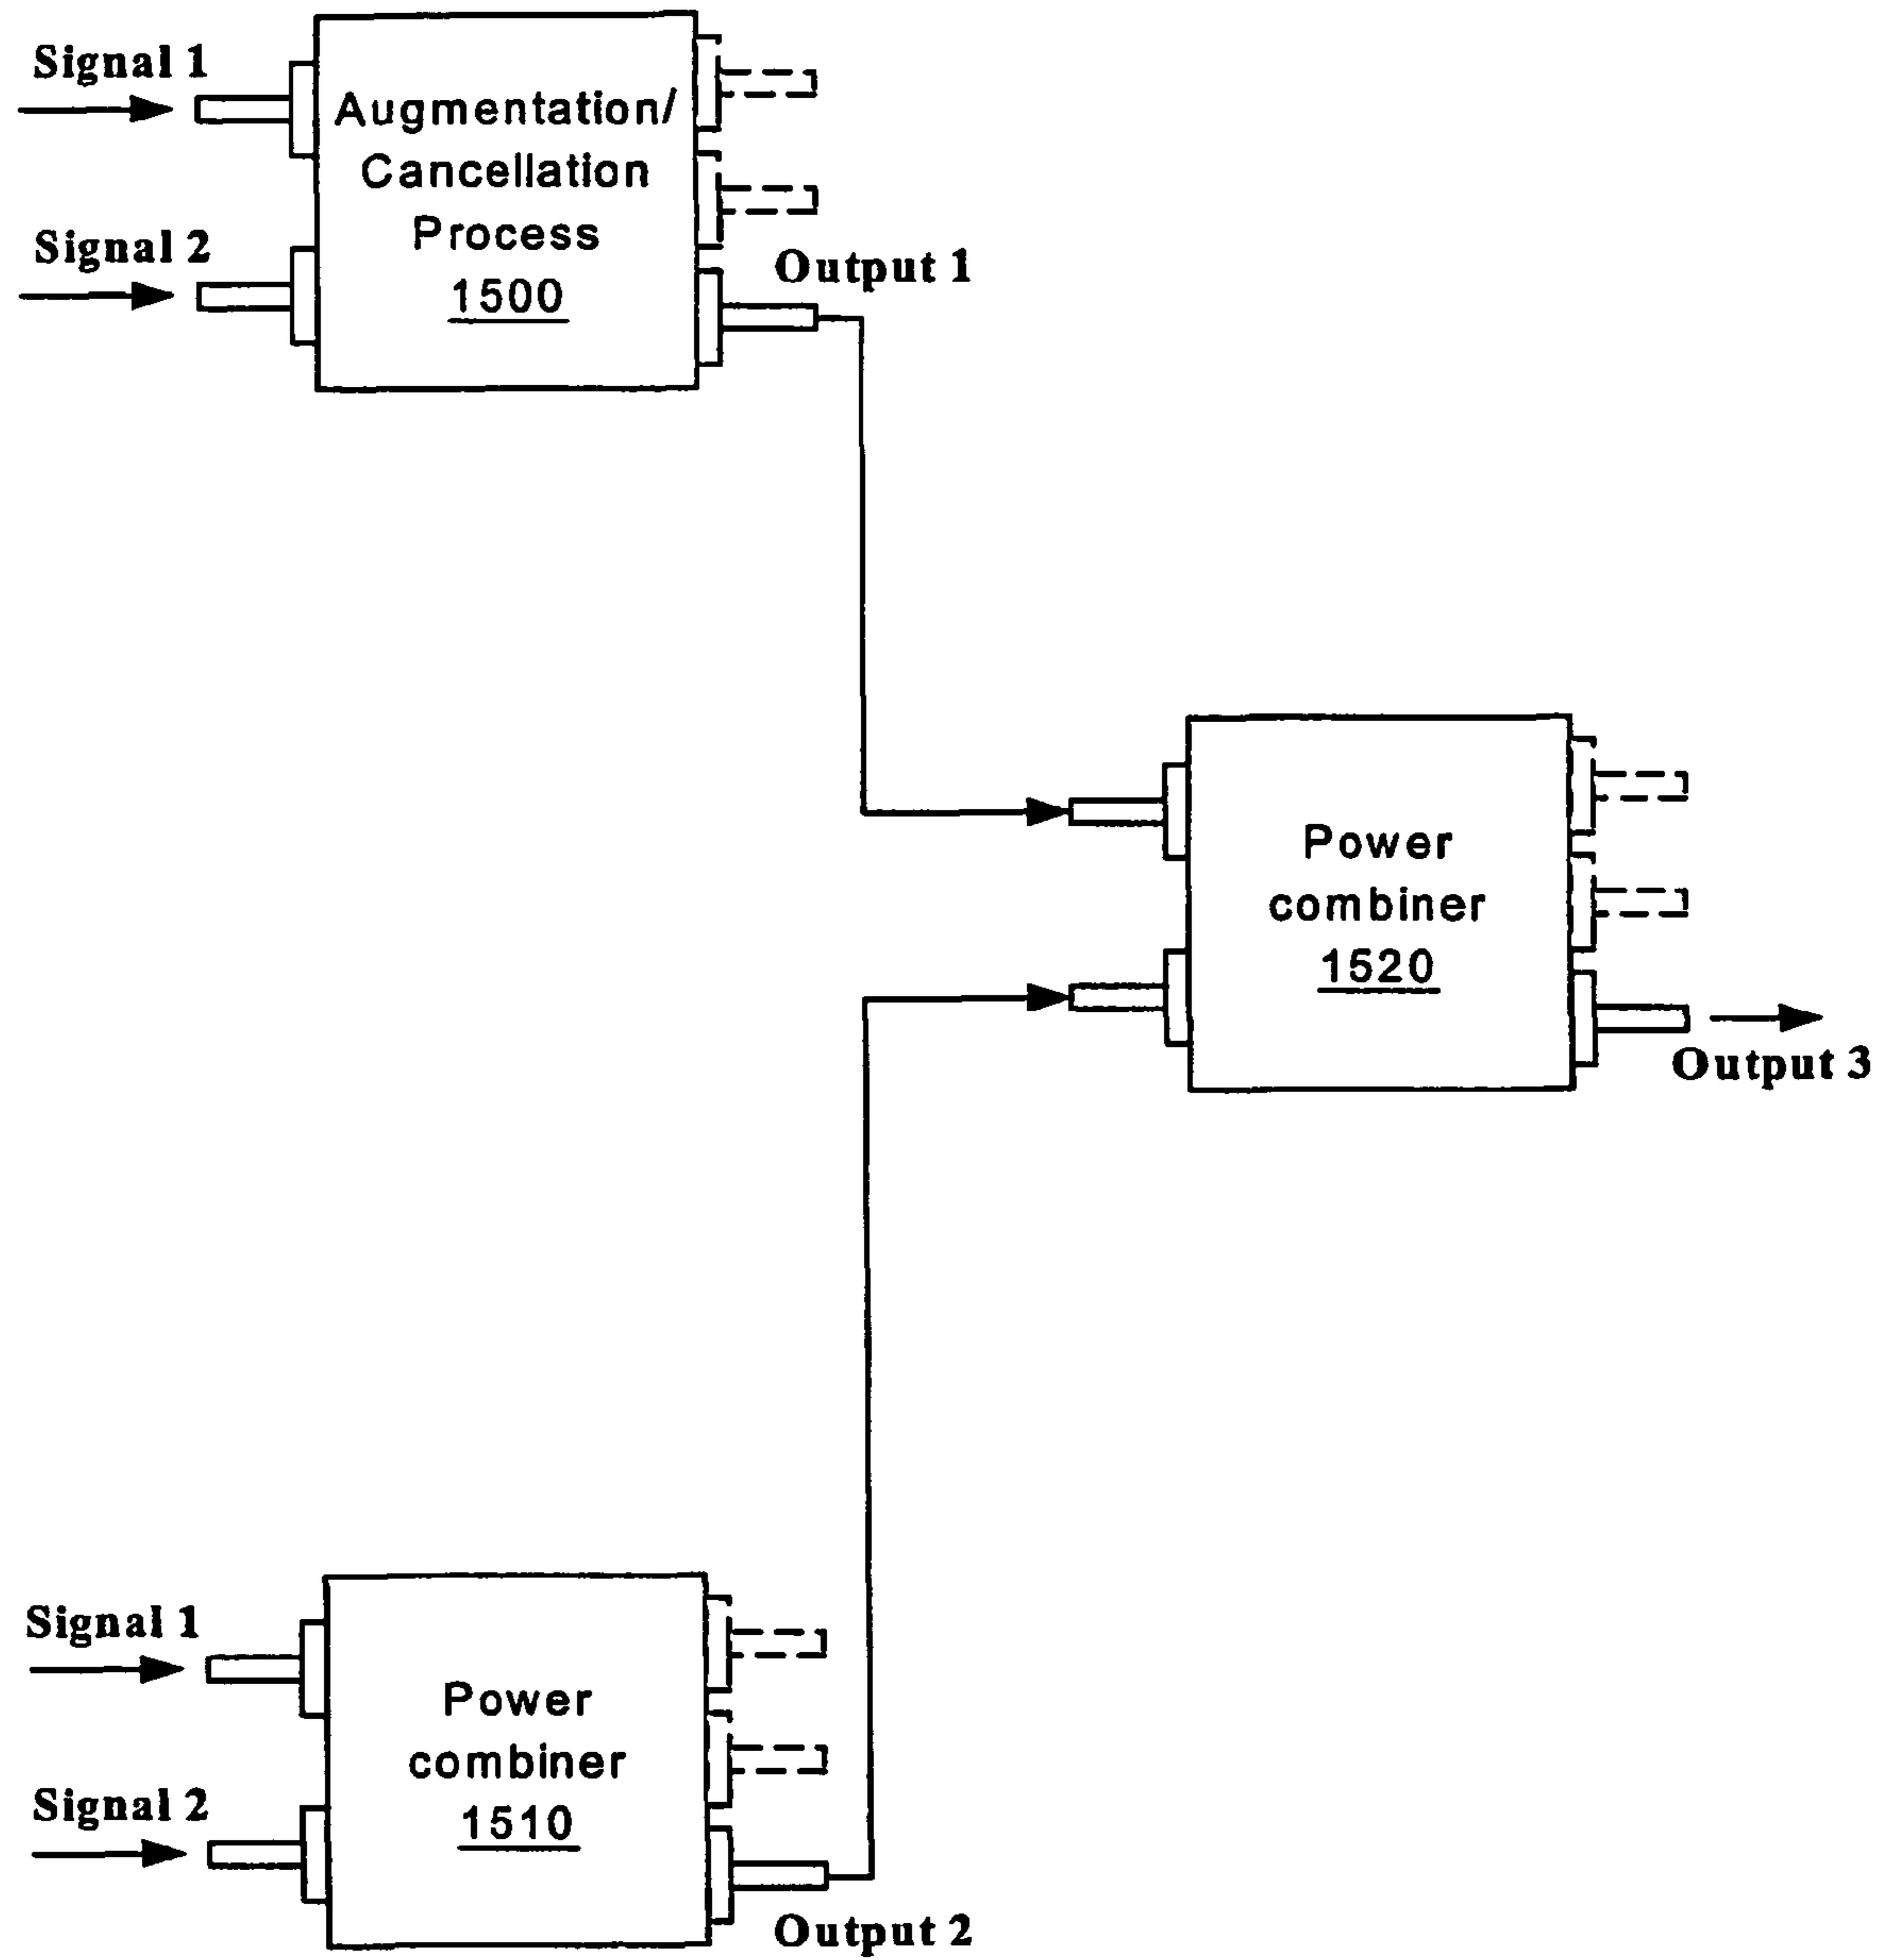 Signal 1
Signal 2
Augmentation/
Cancellation
Process
1500
Output 1
Power
combiner
1520
Output 3
Signal 1
Signal 2
Power
combiner
1510
Output 2